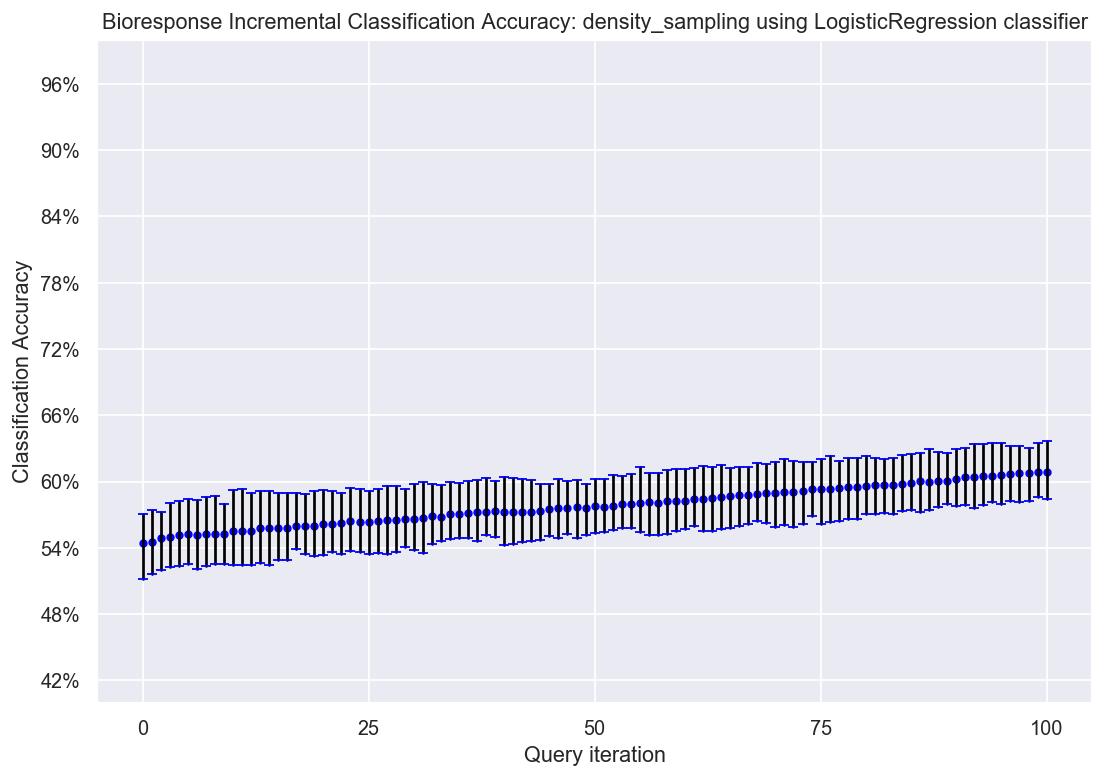 Bioresponse Incremental Classification Accuracy: density_sampling using LogisticRegression classifier
96%
90%
84%
78%
72%
66%
60%
54%
48%
42%
Classification Accuracy
0 25 50 75 100
Query iteration